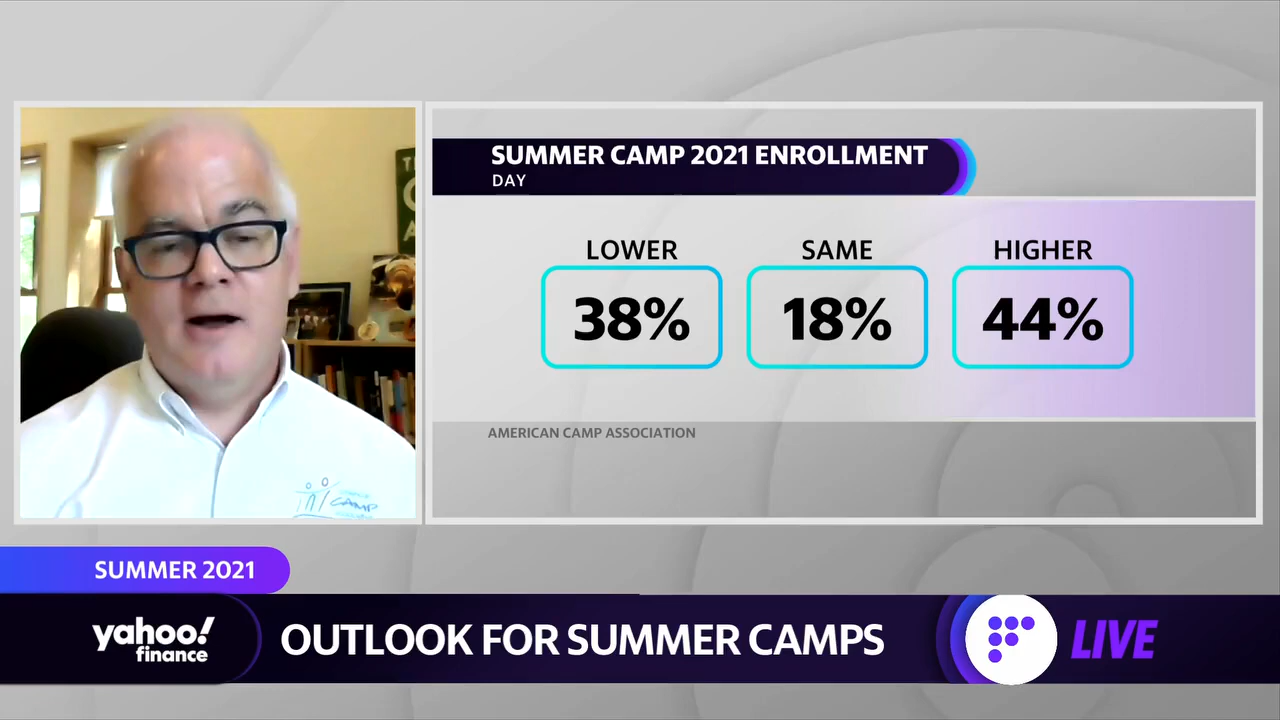 SUMMER CAMP 2021 ENROLLMENT
DAY
LOWER
SAME
HIGHER
38%
18%
44%
AMERICAN CAMP ASSOCIATION
CAMP
SUMMER 2021
yahoo!
finance
OUTLOOK FOR SUMMER CAMPS
LIVE